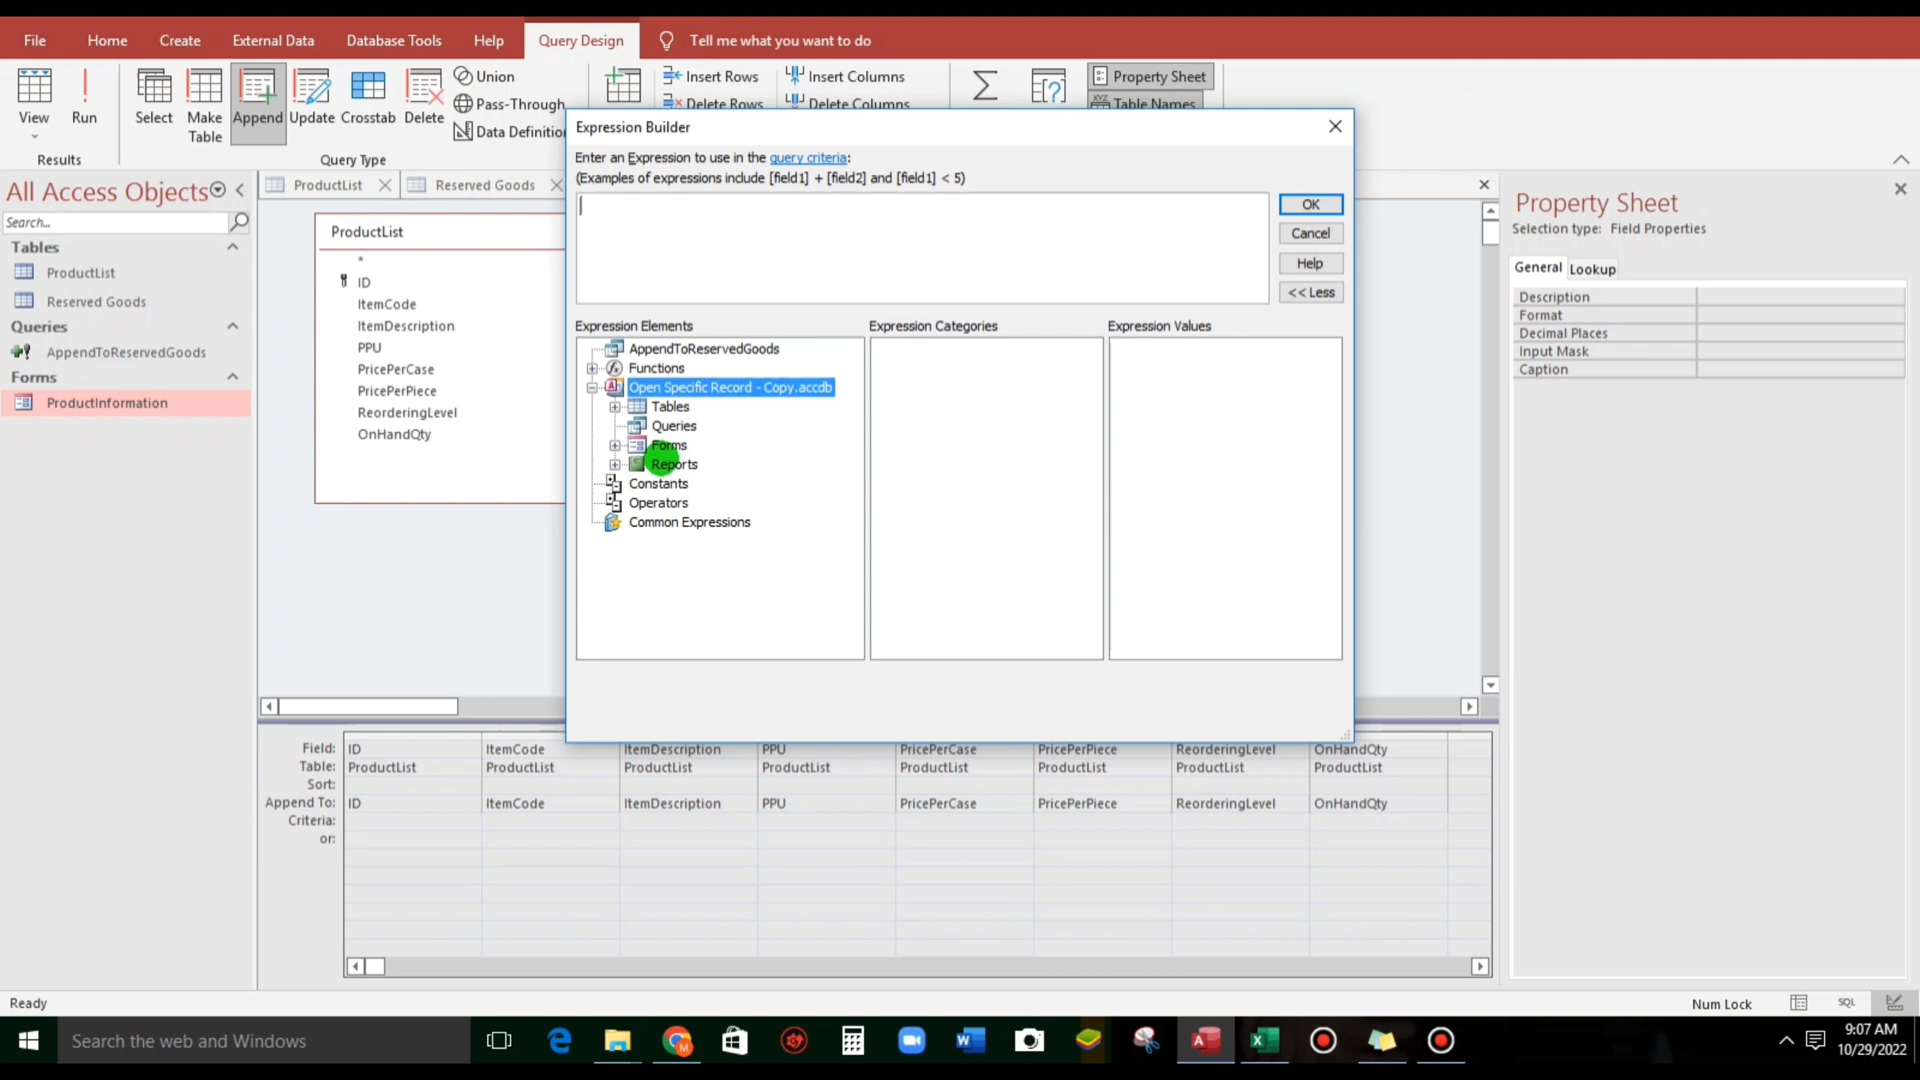 File Home Create External Data Database Tools Help Query Design Tell me what you want to do
View Run Select Make Table Append Update Crosstab Delete
Union
Pass-Through
Data Definition
Insert Rows Insert Columns
Delete Rows Delete Columns
Property Sheet
Table Names
Results Query Type
All Access Objects
Search...
Tables
ProductList
Reserved Goods
Queries
AppendToReservedGoods
Forms
ProductInformation
ProductList Reserved Goods
ProductList
*
ID
ItemCode
ItemDescription
PPU
PricePerCase
PricePerPiece
ReorderingLevel
OnHandQty
Expression Builder
Enter an Expression to use in the query criteria:
(Examples of expressions include [field1] + [field2] and [field1] < 5)
OK
Cancel
Help
<< Less
Expression Elements Expression Categories Expression Values
AppendToReservedGoods
Functions
Open Specific Record - Copy.accdb
Tables
Queries
Forms
Reports
Constants
Operators
Common Expressions
Property Sheet
Selection type: Field Properties
General Lookup
Description
Format
Decimal Places
Input Mask
Caption
Field: ID ItemCode ItemDescription PPU PricePerCase PricePerPiece ReorderingLevel OnHandQty
Table: ProductList ProductList ProductList ProductList ProductList ProductList ProductList ProductList
Sort:
Append To: ID ItemCode ItemDescription PPU PricePerCase PricePerPiece ReorderingLevel OnHandQty
Criteria:
or:
Ready Num Lock SQL
Search the web and Windows
9:07 AM
10/29/2022